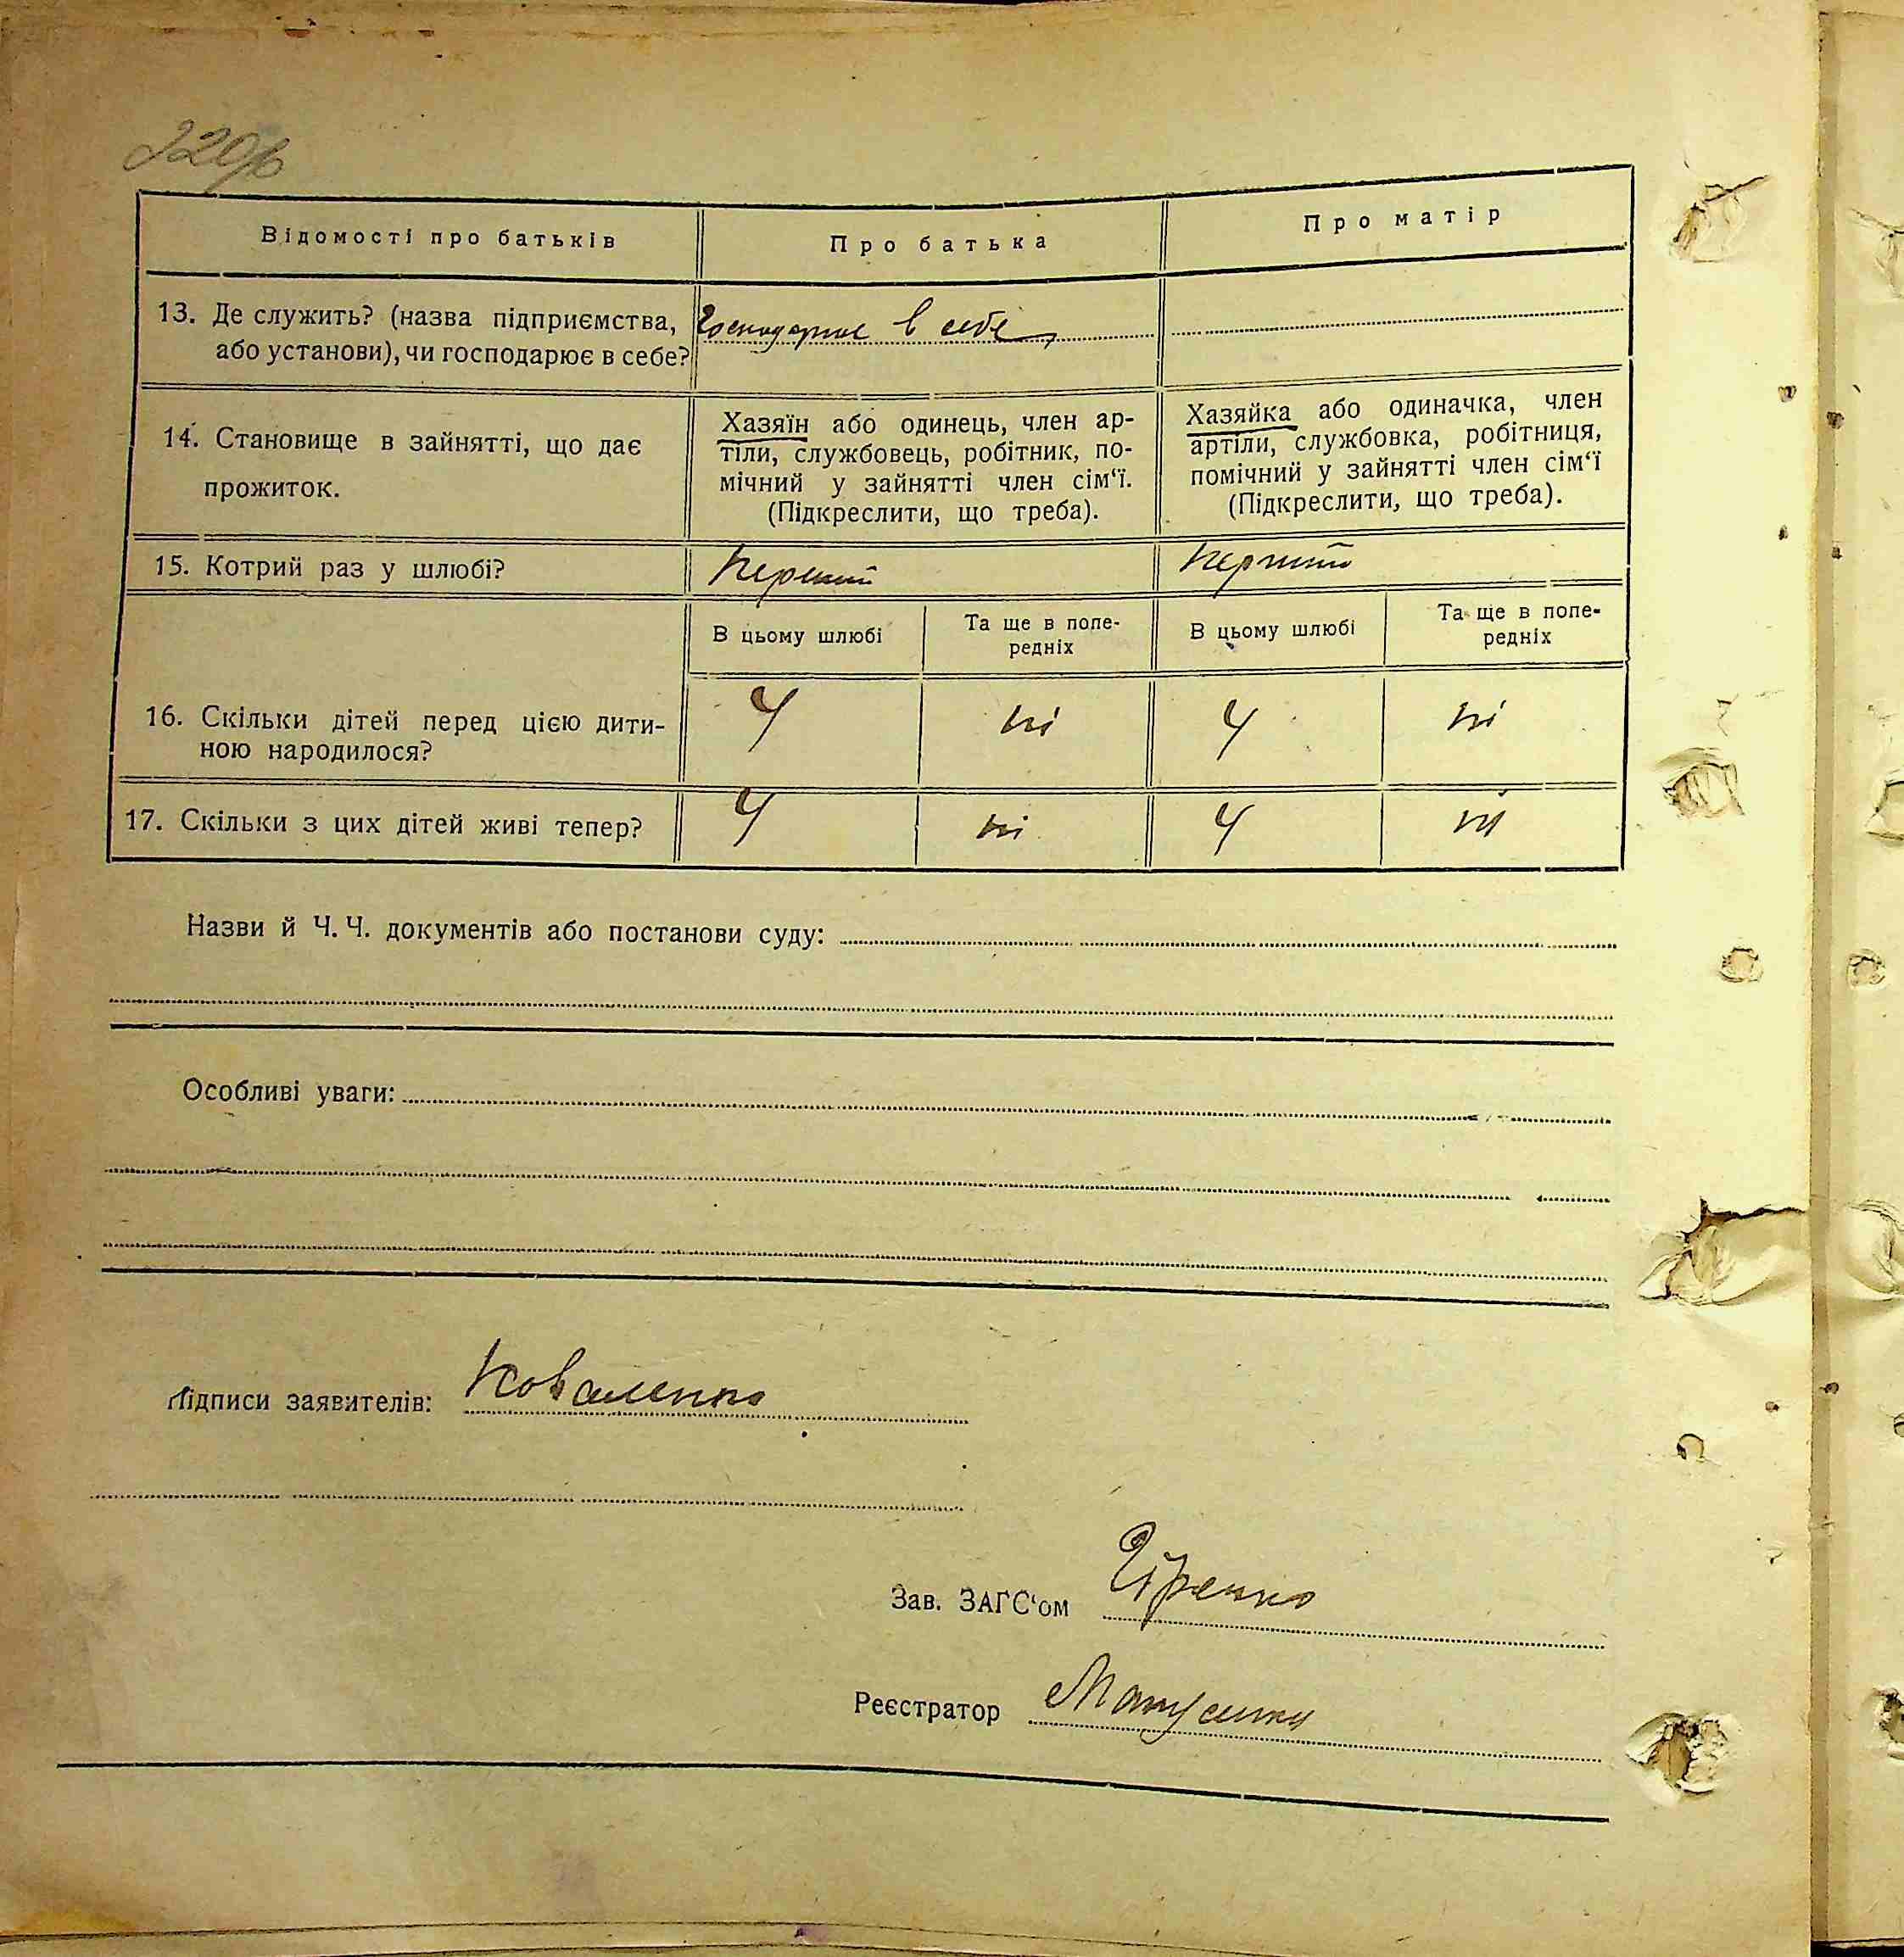 220б
Відомості про батьків
Про батька
Про матір
13. Де служить? (назва підприємства,
або установи), чи господарює в себе?
Господарює в себе
14. Становище в зайнятті, що дає
прожиток.
Хазяїн або одинець, член ар-
тіли, службовець, робітник, по-
мічний у зайнятті член сім‘ї.
(Підкреслити, що треба).
Хазяйка або одиначка, член
артіли, службовка, робітниця,
помічний у зайнятті член сім‘ї
(Підкреслити, що треба).
15. Котрий раз у шлюбі?
Перший
Перший
В цьому шлюбі
Та ще в попе-
редніх
В цьому шлюбі
Та ще в попе-
редніх
16. Скільки дітей перед цією дити-
ною народилося?
4
ні
4
ні
17. Скільки з цих дітей живі тепер?
4
ні
4
ні
Назви й Ч. Ч. документів або постанови суду:
Особливі уваги:
Підписи заявителів: Коваленко
Зав. ЗАГС‘ом
Реєстратор